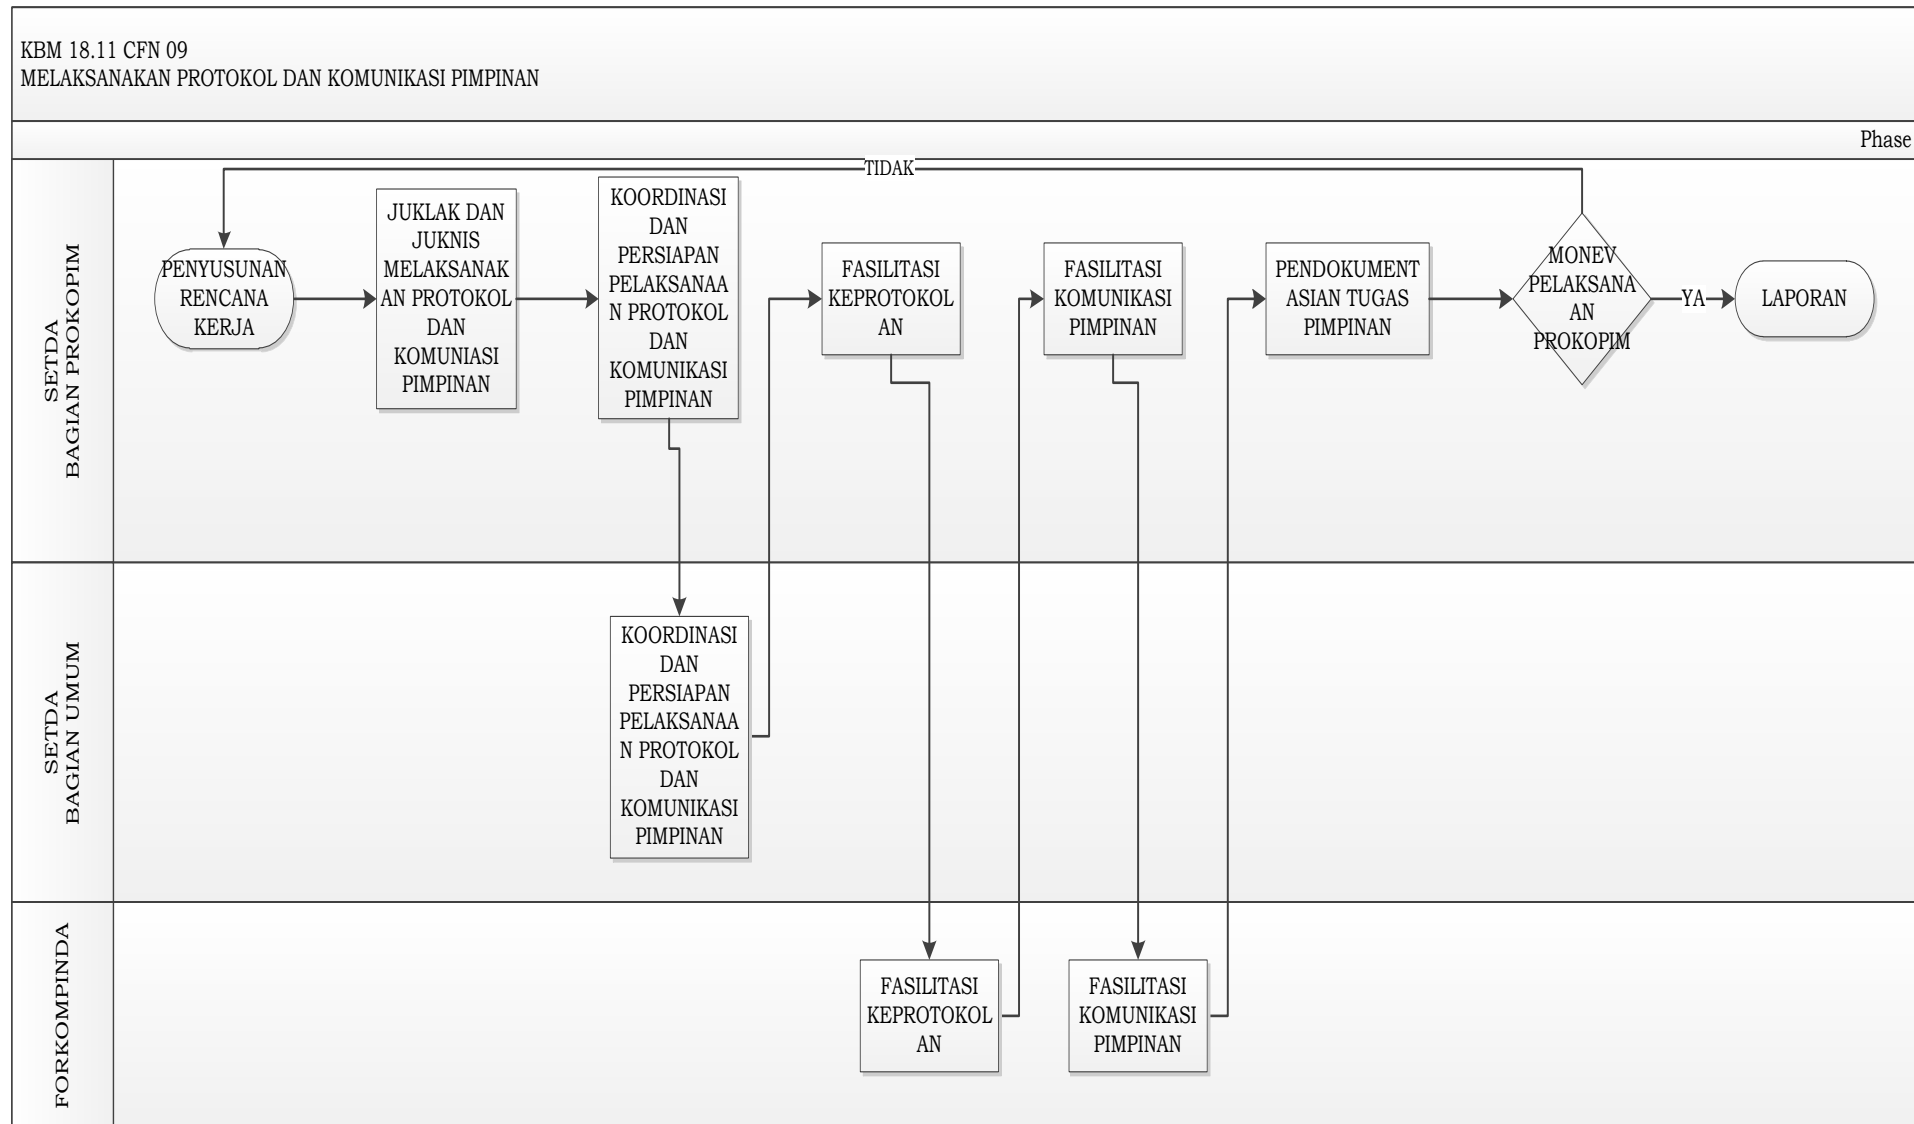 KBM 18.11 CFN 09
MELAKSANAKAN PROTOKOL DAN KOMUNIKASI PIMPINAN
Phase
SETDA
BAGIAN PROKOPIM
TIDAK
PENYUSUNAN
RENCANA
KERJA
JUKLAK DAN
JUKNIS
MELAKSANAK
AN PROTOKOL
DAN
KOMUNIASI
PIMPINAN
KOORDINASI
DAN
PERSIAPAN
PELAKSANAA
N PROTOKOL
DAN
KOMUNIKASI
PIMPINAN
FASILITASI
KEPROTOKOL
AN
FASILITASI
KOMUNIKASI
PIMPINAN
PENDOKUMENT
ASIAN TUGAS
PIMPINAN
MONEV
PELAKSANA
AN
PROKOPIM
YA
LAPORAN
SETDA
BAGIAN UMUM
KOORDINASI
DAN
PERSIAPAN
PELAKSANAA
N PROTOKOL
DAN
KOMUNIKASI
PIMPINAN
FORKOMPINDA
FASILITASI
KEPROTOKOL
AN
FASILITASI
KOMUNIKASI
PIMPINAN